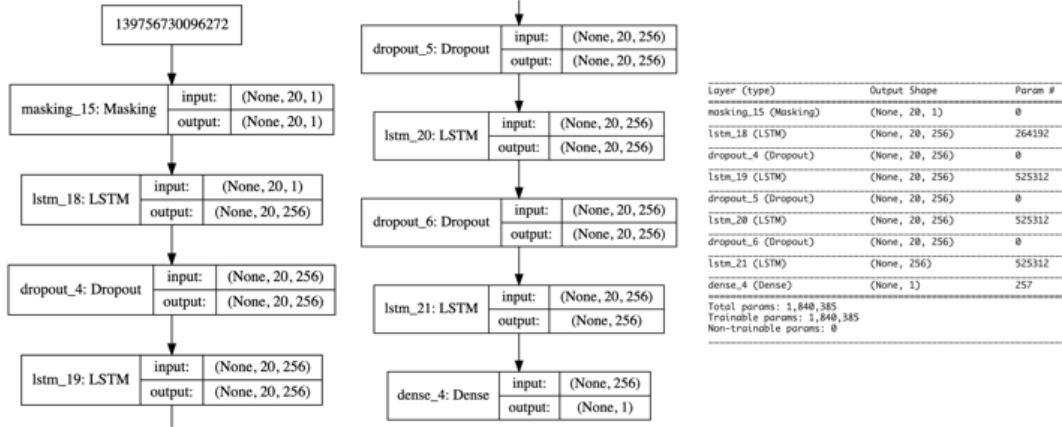 139756730096272
masking_15: Masking
input: (None, 20, 1)
output: (None, 20, 1)
lstm_18: LSTM
input: (None, 20, 1)
output: (None, 20, 256)
dropout_4: Dropout
input: (None, 20, 256)
output: (None, 20, 256)
lstm_19: LSTM
input: (None, 20, 256)
output: (None, 20, 256)
dropout_5: Dropout
input: (None, 20, 256)
output: (None, 20, 256)
lstm_20: LSTM
input: (None, 20, 256)
output: (None, 20, 256)
dropout_6: Dropout
input: (None, 20, 256)
output: (None, 20, 256)
lstm_21: LSTM
input: (None, 20, 256)
output: (None, 256)
dense_4: Dense
input: (None, 256)
output: (None, 1)
Layer (type) Output Shape Param #
masking_15 (Masking) (None, 20, 1) 0
lstm_18 (LSTM) (None, 20, 256) 264192
dropout_4 (Dropout) (None, 20, 256) 0
lstm_19 (LSTM) (None, 20, 256) 525312
dropout_5 (Dropout) (None, 20, 256) 0
lstm_20 (LSTM) (None, 20, 256) 525312
dropout_6 (Dropout) (None, 20, 256) 0
lstm_21 (LSTM) (None, 256) 525312
dense_4 (Dense) (None, 1) 257
Total params: 1,840,385
Trainable params: 1,840,385
Non-trainable params: 0